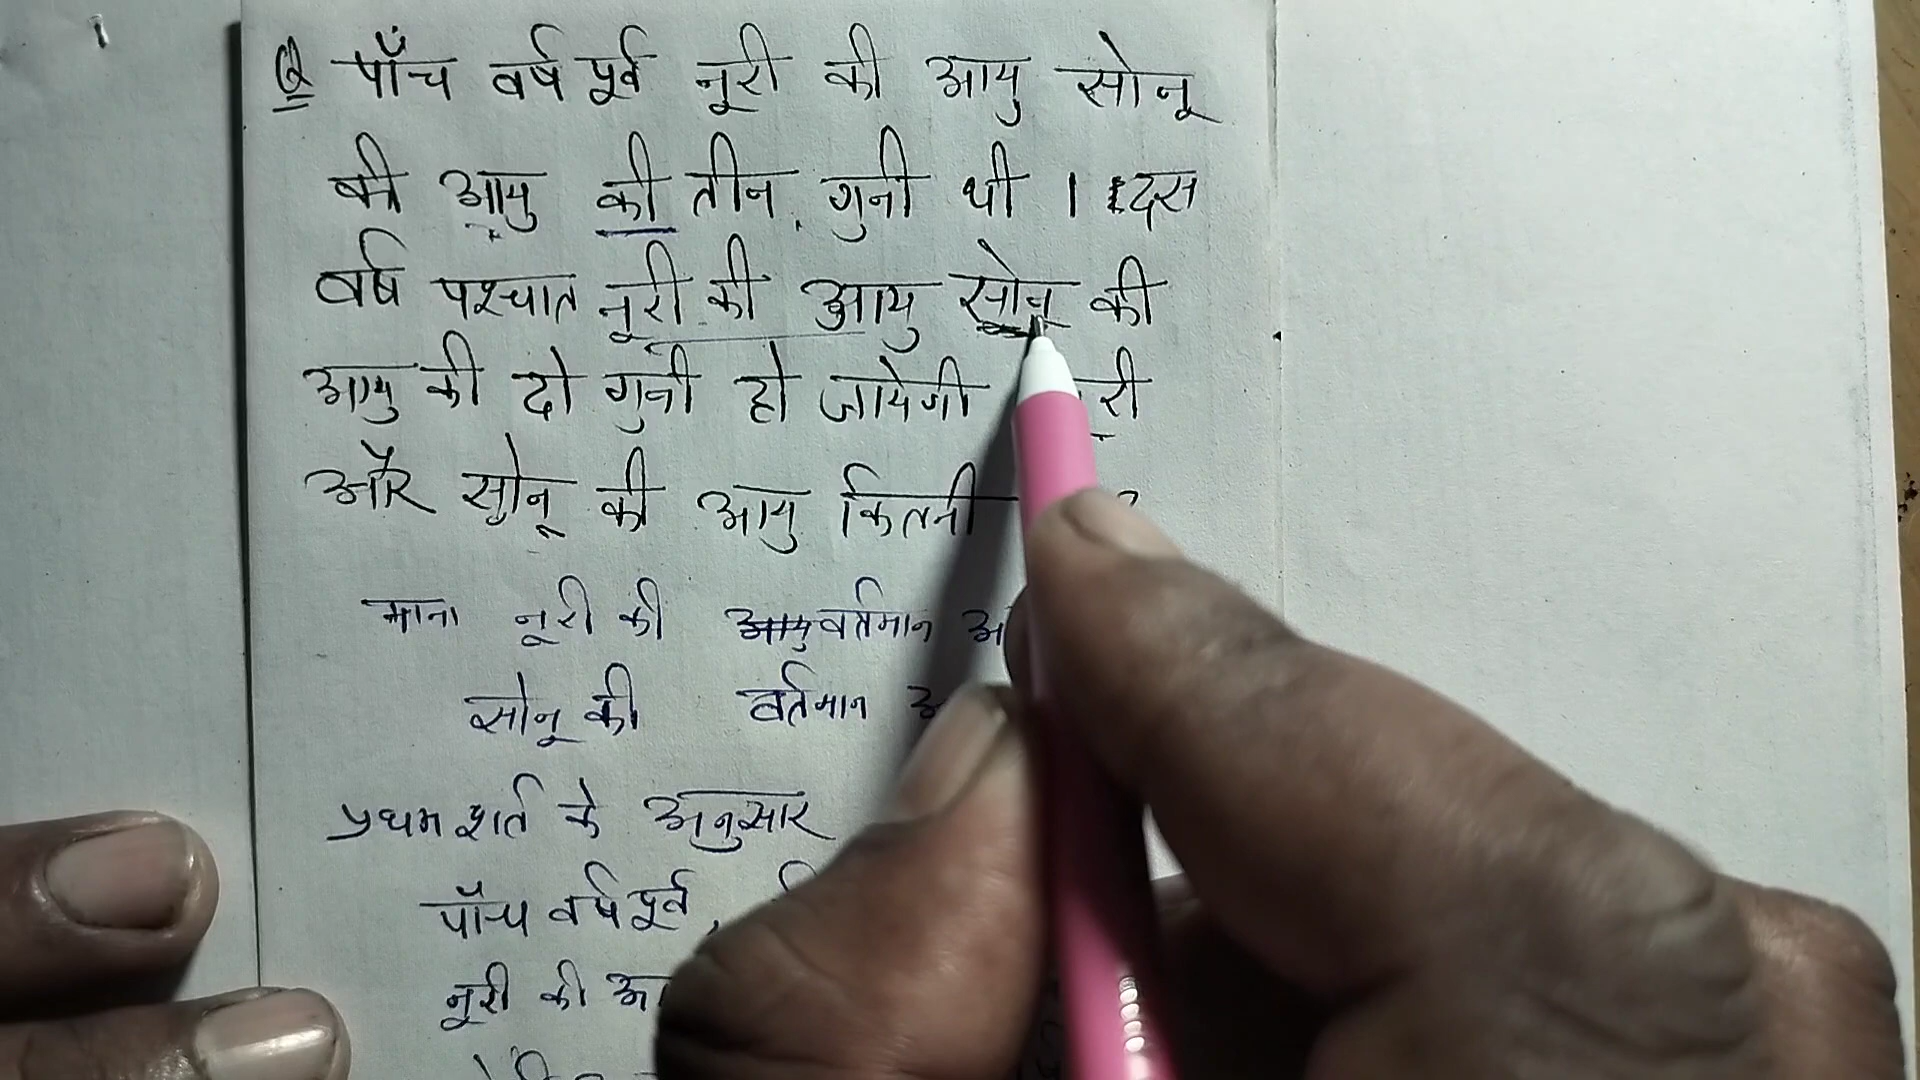 Q पाँच वर्ष पूर्व नूरी की आयु सोनू
की आयु की तीन गुनी थी । दस
वर्ष पश्चात नूरी की आयु सोनू की
आयु की दो गुनी हो जायेगी
और सोनू की आयु कितनी
माना नूरी की वर्तमान
सोनू की वर्तमान
प्रथम शर्त के अनुसार
पाँच वर्ष पूर्व,
नूरी की